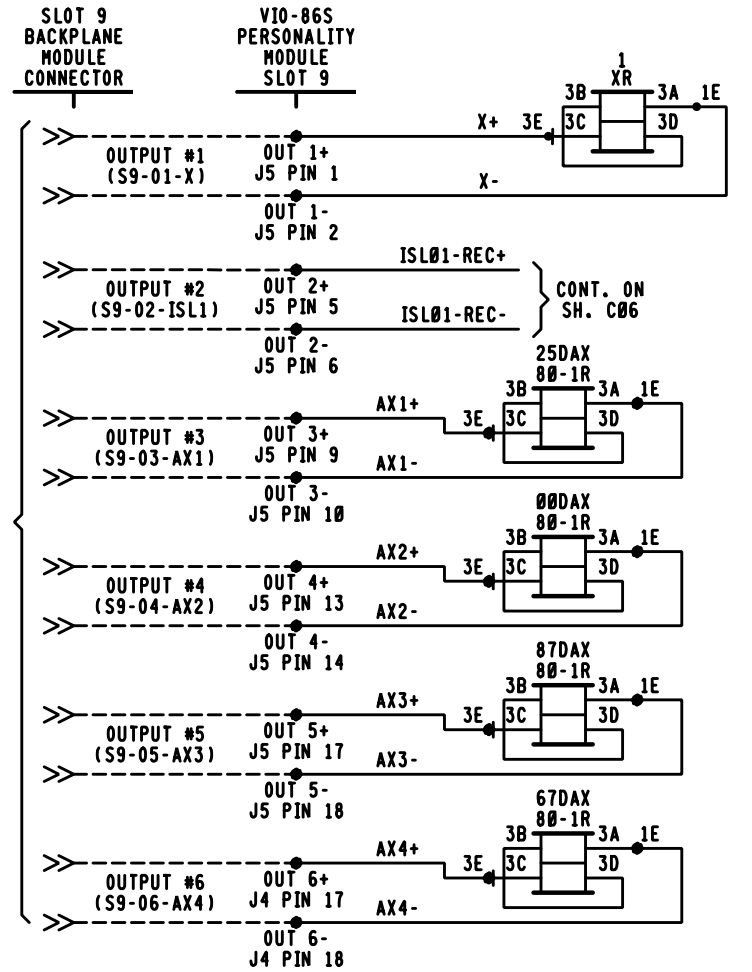 SLOT 9
BACKPLANE
MODULE
CONNECTOR
VIO-86S
PERSONALITY
MODULE
SLOT 9
1
XR
3B
3A
1E
X+
3E
3C
3D
OUTPUT #1
(S9-01-X)
OUT 1+
J5 PIN 1
X-
OUT 1-
J5 PIN 2
ISLØ1-REC+
OUTPUT #2
(S9-02-ISL1)
OUT 2+
J5 PIN 5
CONT. ON
SH. CØ6
ISLØ1-REC-
OUT 2-
J5 PIN 6
25DAX
8Ø-1R
3B
3A
1E
AX1+
3E
3C
3D
OUTPUT #3
(S9-03-AX1)
OUT 3+
J5 PIN 9
AX1-
OUT 3-
J5 PIN 1Ø
ØØDAX
8Ø-1R
3B
3A
1E
AX2+
3E
3C
3D
OUTPUT #4
(S9-04-AX2)
OUT 4+
J5 PIN 13
AX2-
OUT 4-
J5 PIN 14
87DAX
8Ø-1R
3B
3A
1E
AX3+
3E
3C
3D
OUTPUT #5
(S9-05-AX3)
OUT 5+
J5 PIN 17
AX3-
OUT 5-
J5 PIN 18
67DAX
8Ø-1R
3B
3A
1E
AX4+
3E
3C
3D
OUTPUT #6
(S9-06-AX4)
OUT 6+
J4 PIN 17
AX4-
OUT 6-
J4 PIN 18